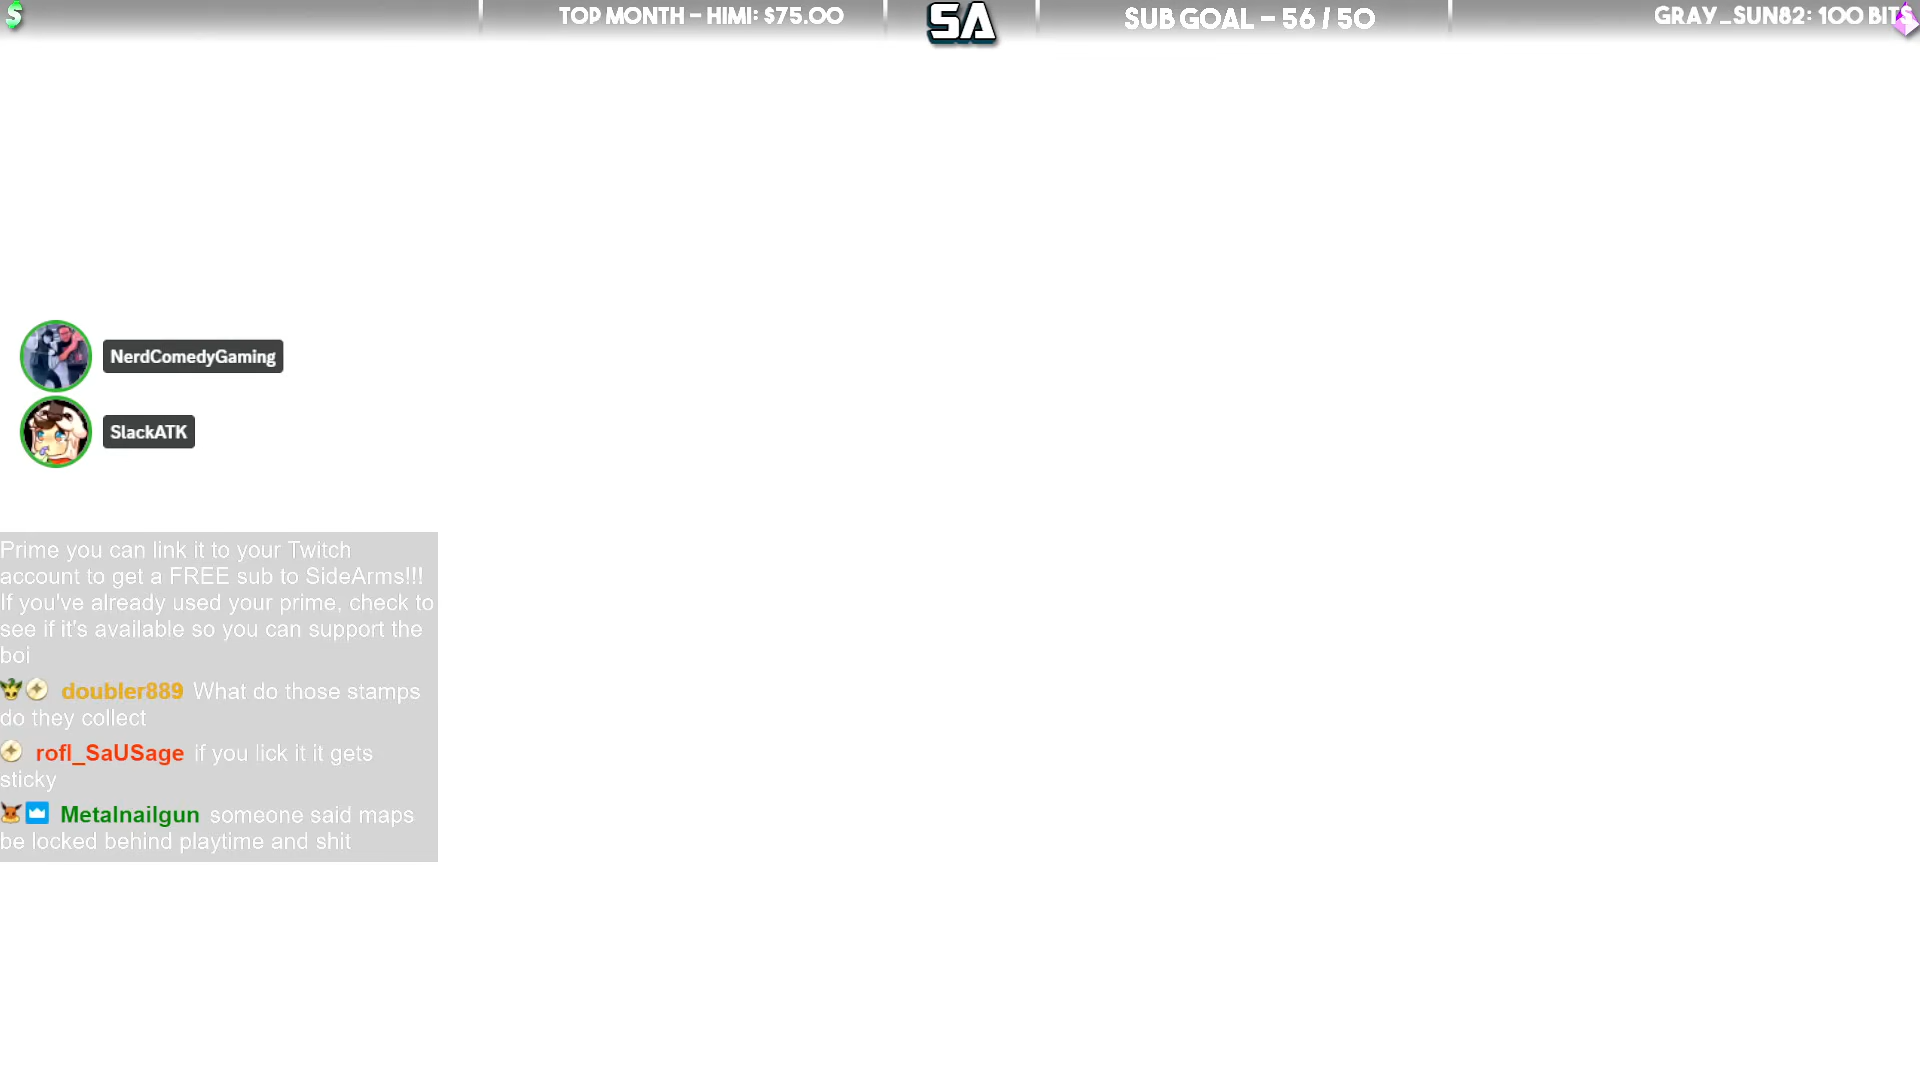 TOP MONTH - HIMI: $75.00
SA
SUB GOAL - 56 / 50
GRAY_SUN82: 100 BITS
NerdComedyGaming
SlackATK
Prime you can link it to your Twitch
account to get a FREE sub to SideArms!!!
If you've already used your prime, check to
see if it's available so you can support the
boi
doubler889 What do those stamps
do they collect
rofl_SaUSage if you lick it it gets
sticky
Metalnailgun someone said maps
be locked behind playtime and shit